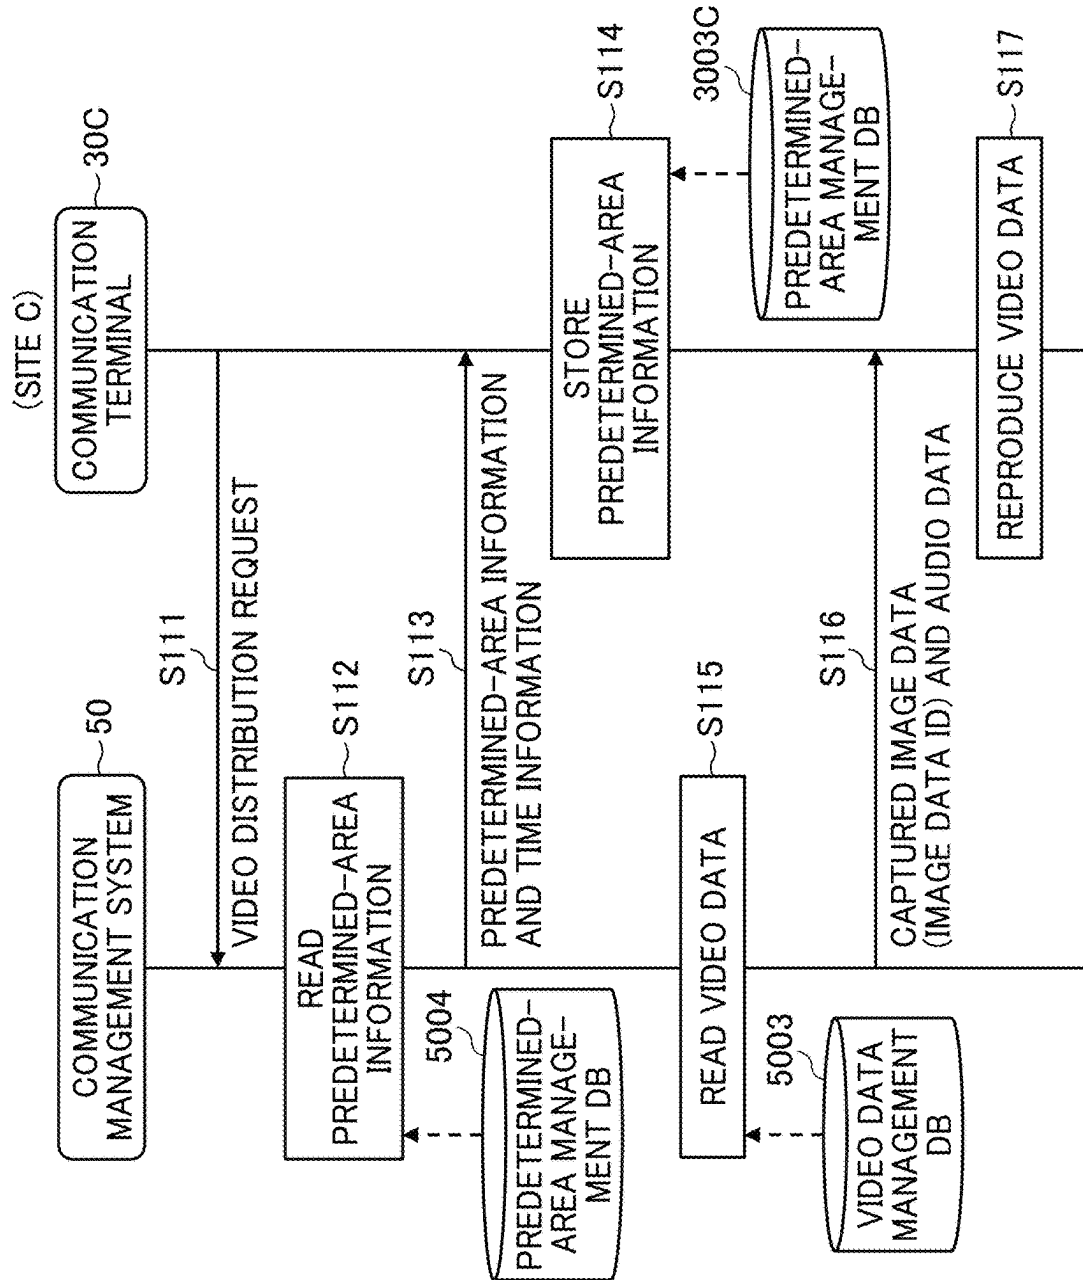 (SITE C)
COMMUNICATION
MANAGEMENT SYSTEM
50
COMMUNICATION
TERMINAL
30C
S111
VIDEO DISTRIBUTION REQUEST
READ
PREDETERMINED-AREA
INFORMATION
S112
PREDETERMINED-
AREA MANAGE-
MENT DB
5004
S113
PREDETERMINED-AREA INFORMATION
AND TIME INFORMATION
STORE
PREDETERMINED-AREA
INFORMATION
S114
PREDETERMINED-
AREA MANAGE-
MENT DB
3003C
READ VIDEO DATA
S115
VIDEO DATA
MANAGEMENT
DB
5003
S116
CAPTURED IMAGE DATA
(IMAGE DATA ID) AND AUDIO DATA
REPRODUCE VIDEO DATA
S117